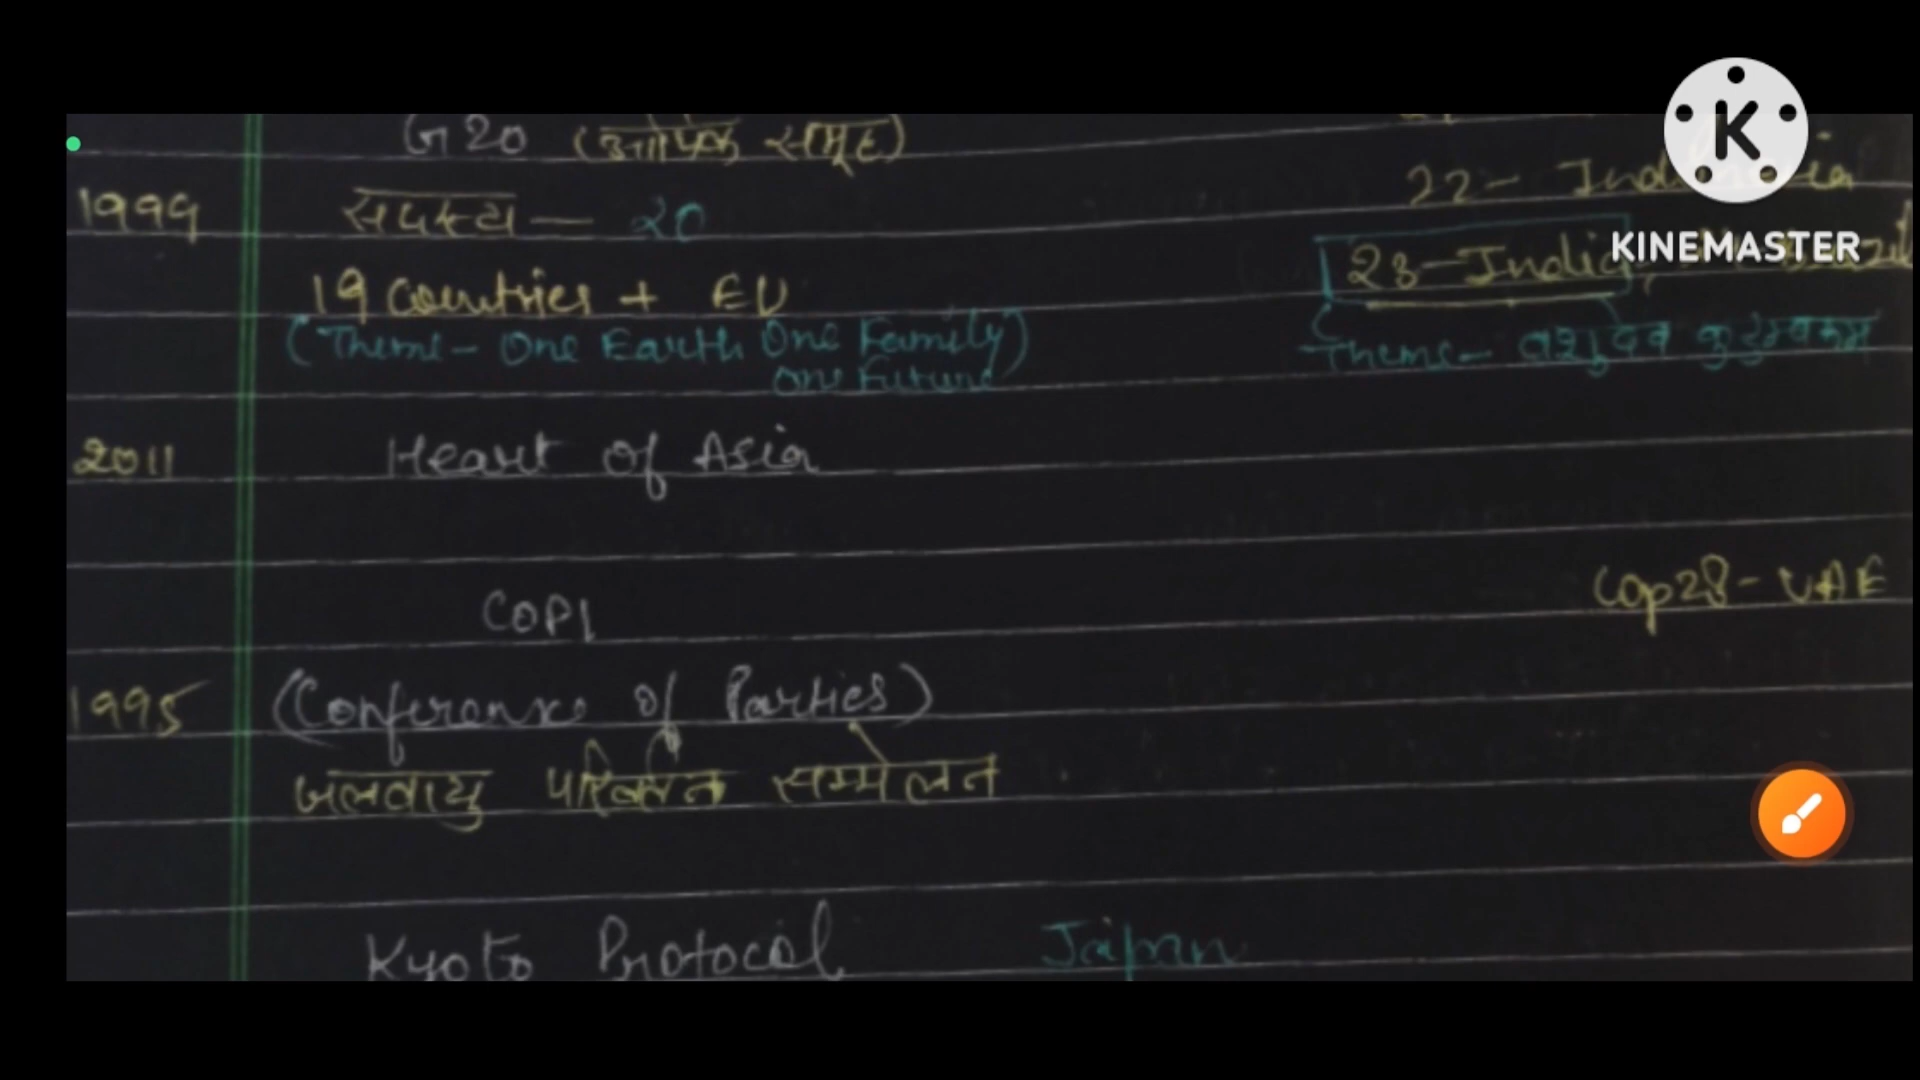 G20 (आर्थिक समूह)
22- Indonesia
1999 सदस्य — 20
23-India,
KINEMASTER
19 Countries + EU
(Theme- One Earth One Family
One Future)
Theme- वशुदेव कुटुम्बकम
2011 Heart of Asia
COP1
Cop28- UAE
1995 (Conference of Parties)
जलवायु परिवर्तन सम्मेलन
Kyoto Protocol Japan